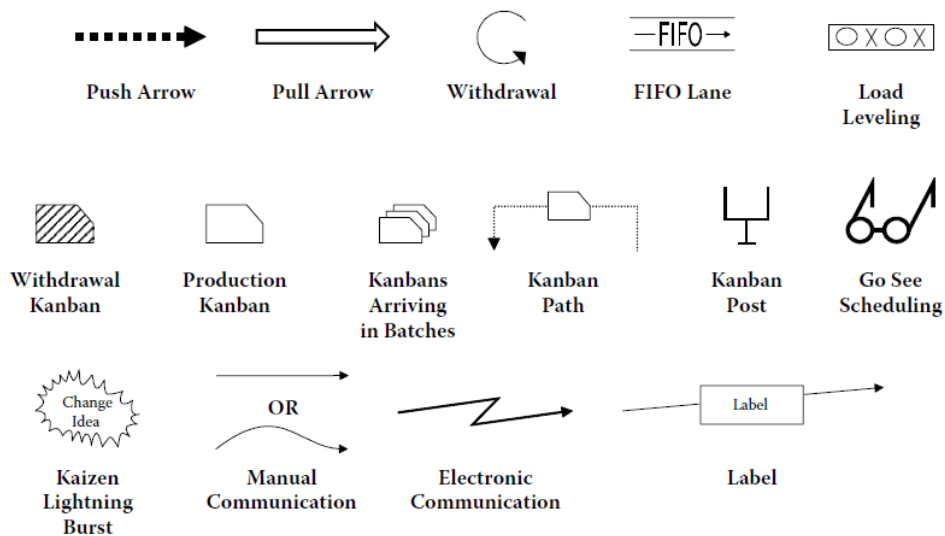 FIFO
OXOX
Push Arrow
Pull Arrow
Withdrawal
FIFO Lane
Load
Leveling
Withdrawal
Kanban
Production
Kanban
Kanbans
Arriving
in Batches
Kanban
Path
Kanban
Post
Go See
Scheduling
Change
Idea
OR
Label
Kaizen
Lightning
Burst
Manual
Communication
Electronic
Communication
Label